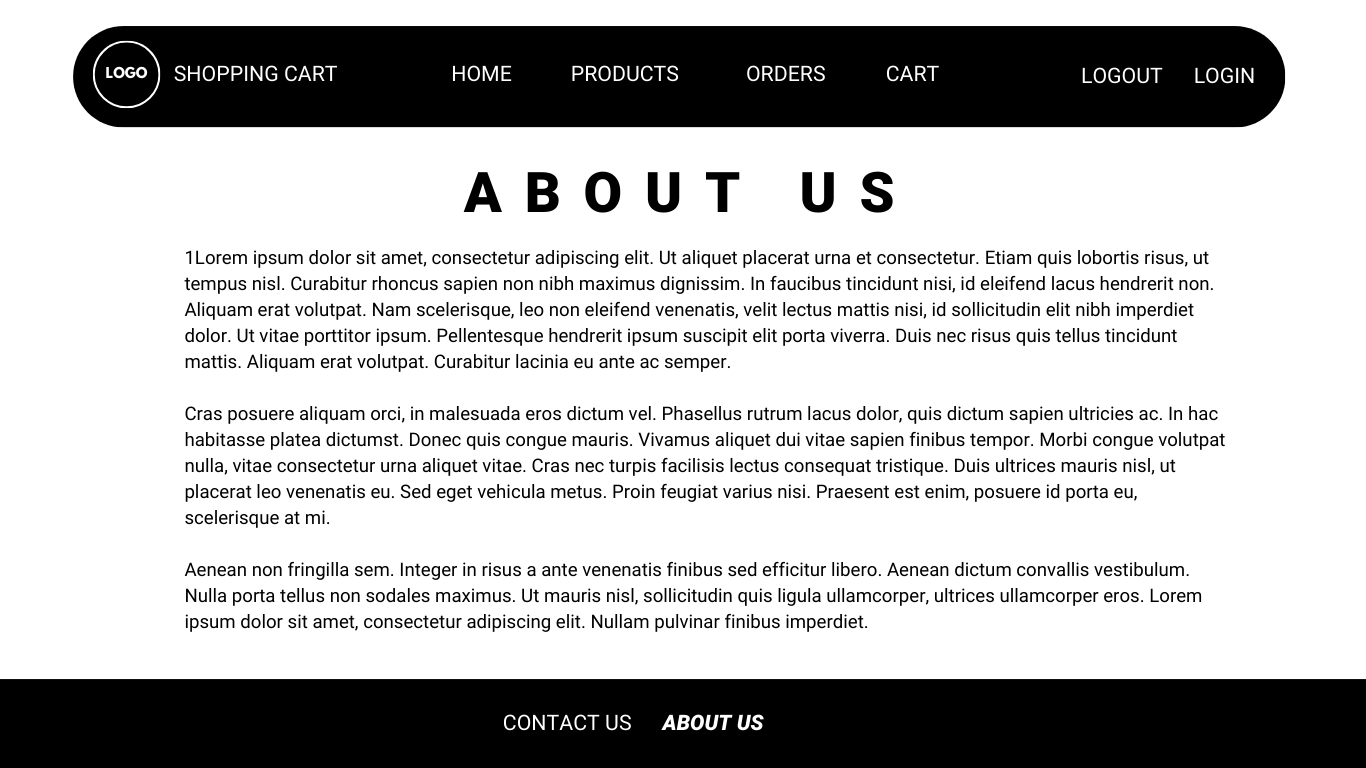 LOGO SHOPPING CART HOME PRODUCTS ORDERS CART LOGOUT LOGIN
ABOUT US
1Lorem ipsum dolor sit amet, consectetur adipiscing elit. Ut aliquet placerat urna et consectetur. Etiam quis lobortis risus, ut
tempus nisl. Curabitur rhoncus sapien non nibh maximus dignissim. In faucibus tincidunt nisi, id eleifend lacus hendrerit non.
Aliquam erat volutpat. Nam scelerisque, leo non eleifend venenatis, velit lectus mattis nisi, id sollicitudin elit nibh imperdiet
dolor. Ut vitae porttitor ipsum. Pellentesque hendrerit ipsum suscipit elit porta viverra. Duis nec risus quis tellus tincidunt
mattis. Aliquam erat volutpat. Curabitur lacinia eu ante ac semper.
Cras posuere aliquam orci, in malesuada eros dictum vel. Phasellus rutrum lacus dolor, quis dictum sapien ultricies ac. In hac
habitasse platea dictumst. Donec quis congue mauris. Vivamus aliquet dui vitae sapien finibus tempor. Morbi congue volutpat
nulla, vitae consectetur urna aliquet vitae. Cras nec turpis facilisis lectus consequat tristique. Duis ultrices mauris nisl, ut
placerat leo venenatis eu. Sed eget vehicula metus. Proin feugiat varius nisi. Praesent est enim, posuere id porta eu,
scelerisque at mi.
Aenean non fringilla sem. Integer in risus a ante venenatis finibus sed efficitur libero. Aenean dictum convallis vestibulum.
Nulla porta tellus non sodales maximus. Ut mauris nisl, sollicitudin quis ligula ullamcorper, ultrices ullamcorper eros. Lorem
ipsum dolor sit amet, consectetur adipiscing elit. Nullam pulvinar finibus imperdiet.
CONTACT US ABOUT US